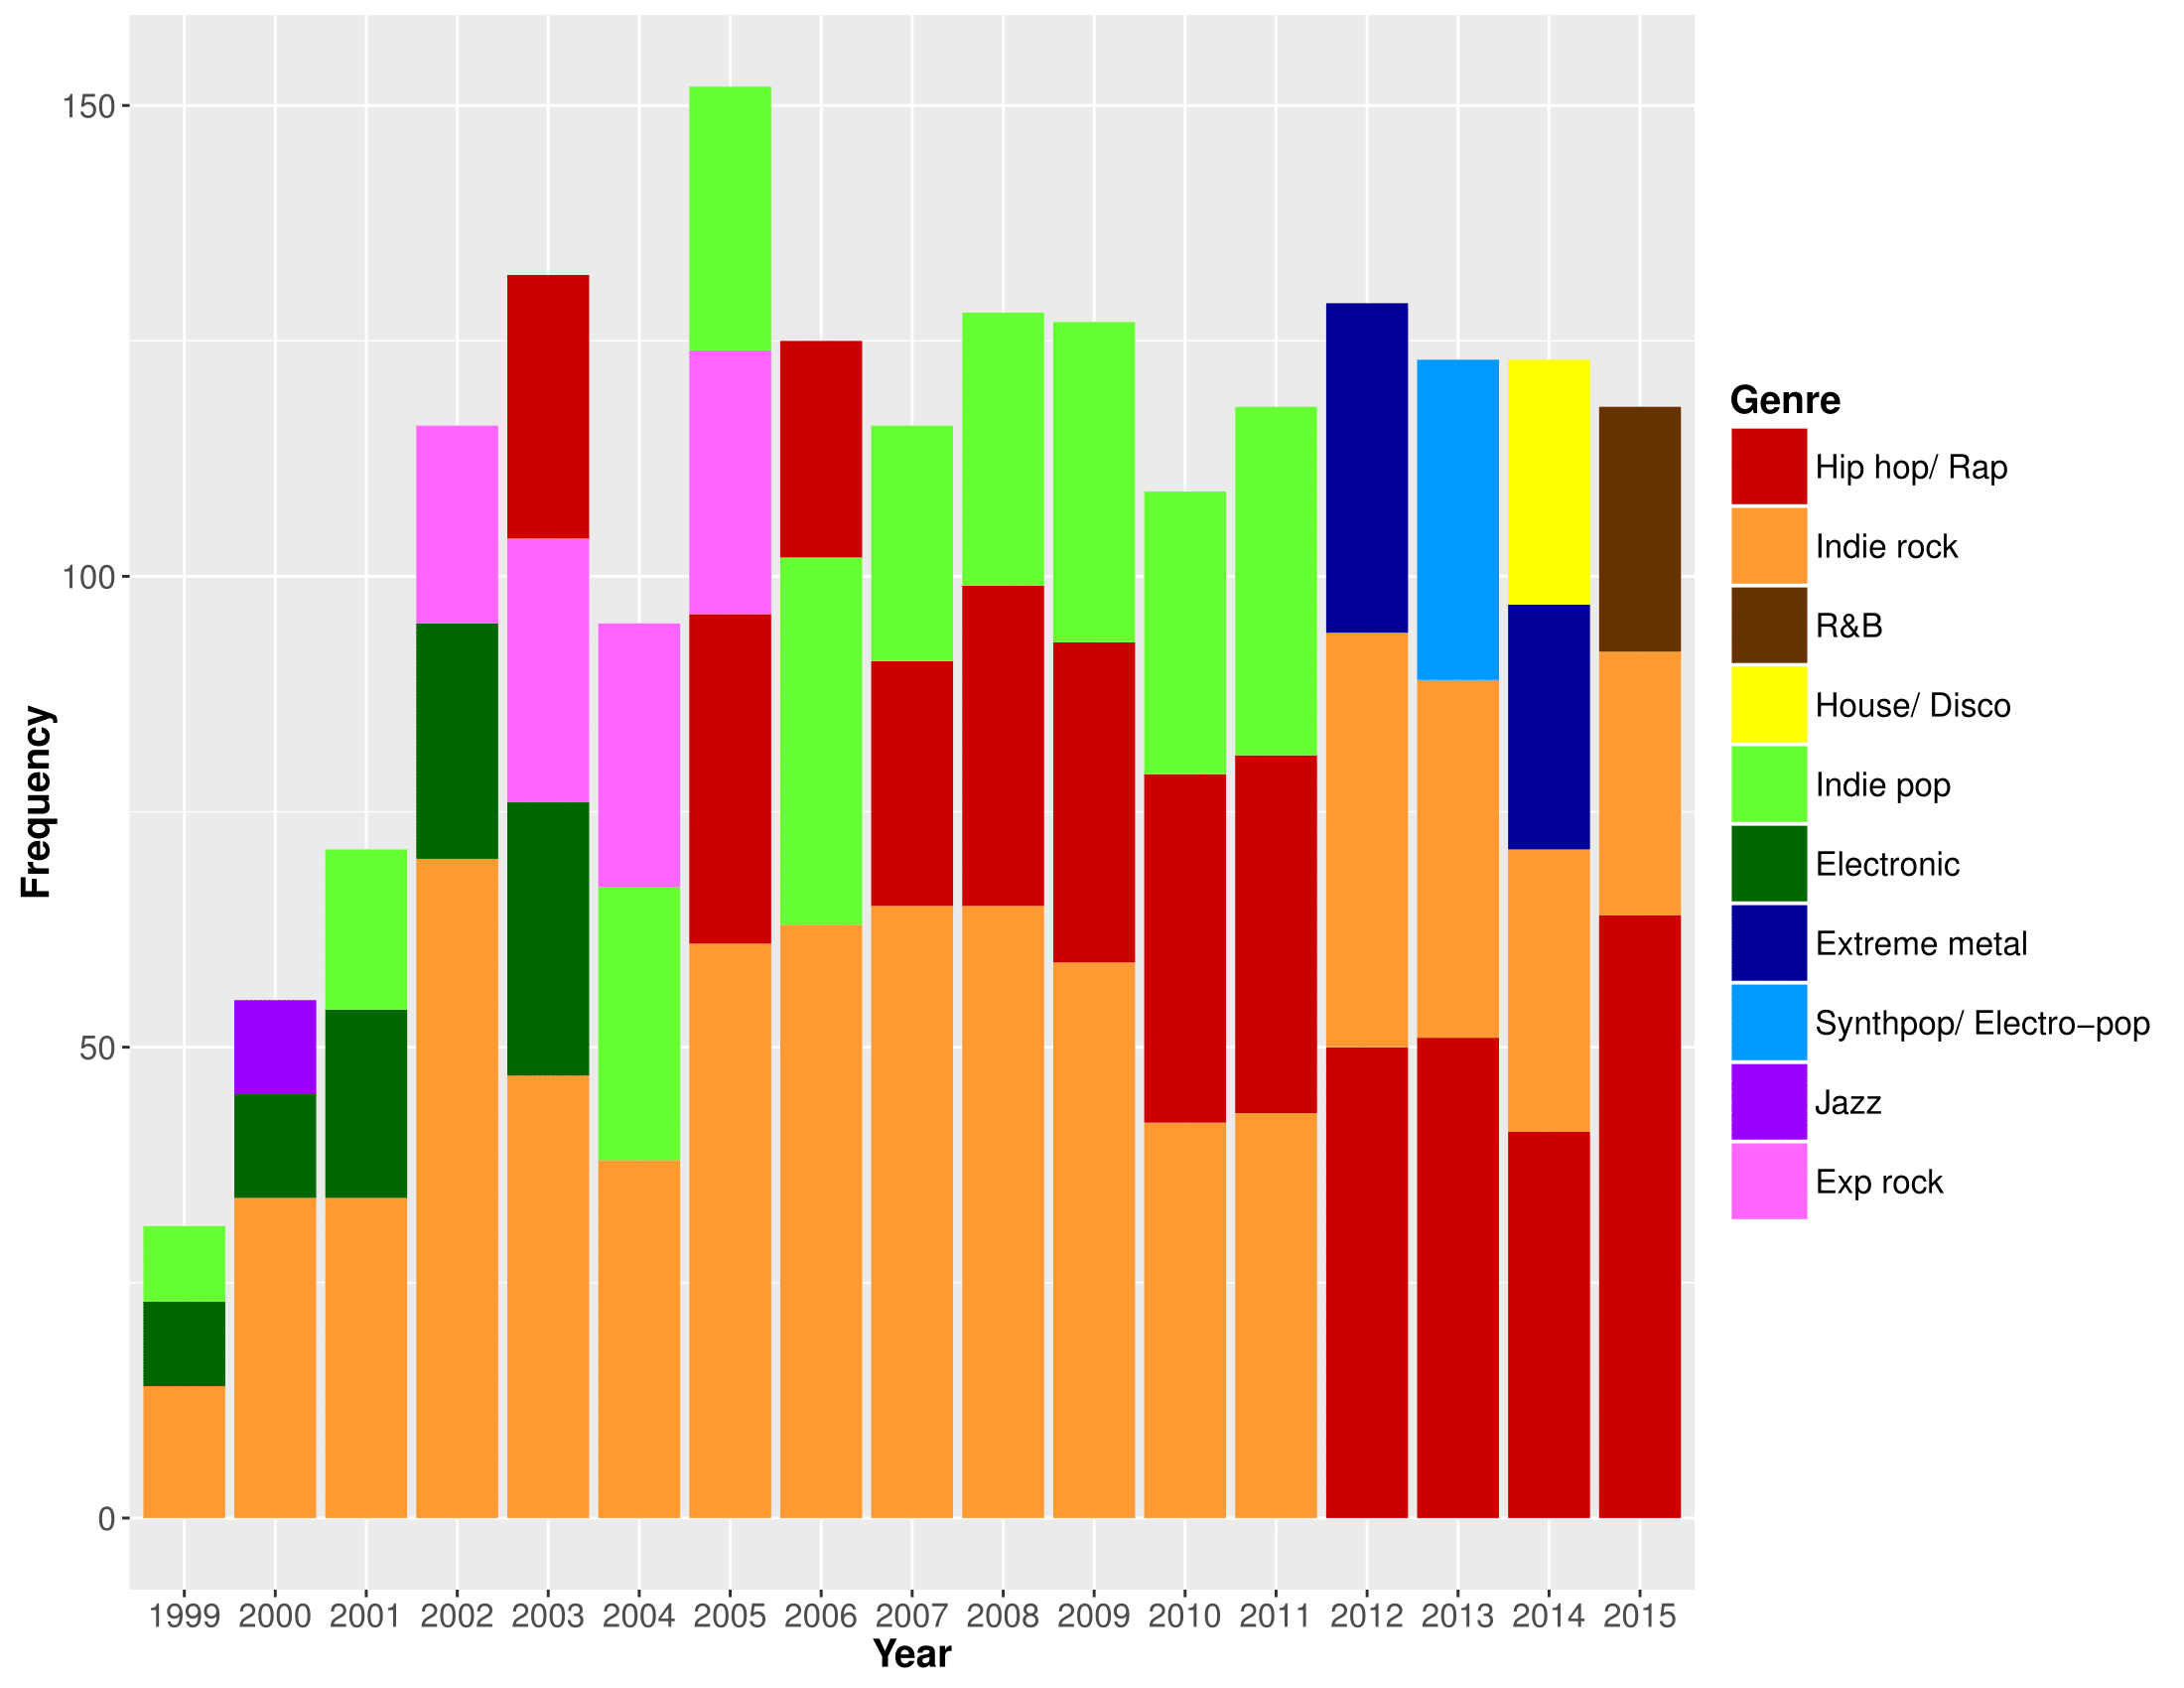 150
100
50
0
Frequency
1999 2000 2001 2002 2003 2004 2005 2006 2007 2008 2009 2010 2011 2012 2013 2014 2015
Year
Genre
Hip hop/ Rap
Indie rock
R&B
House/ Disco
Indie pop
Electronic
Extreme metal
Synthpop/ Electro−pop
Jazz
Exp rock